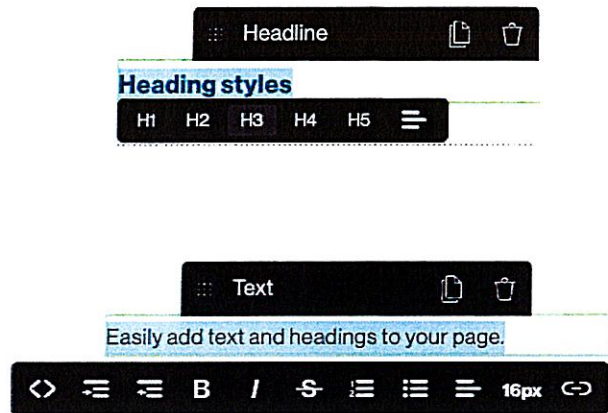 Headline
Heading styles
H1 H2 H3 H4 H5
Text
Easily add text and headings to your page.
<> B I S 16px